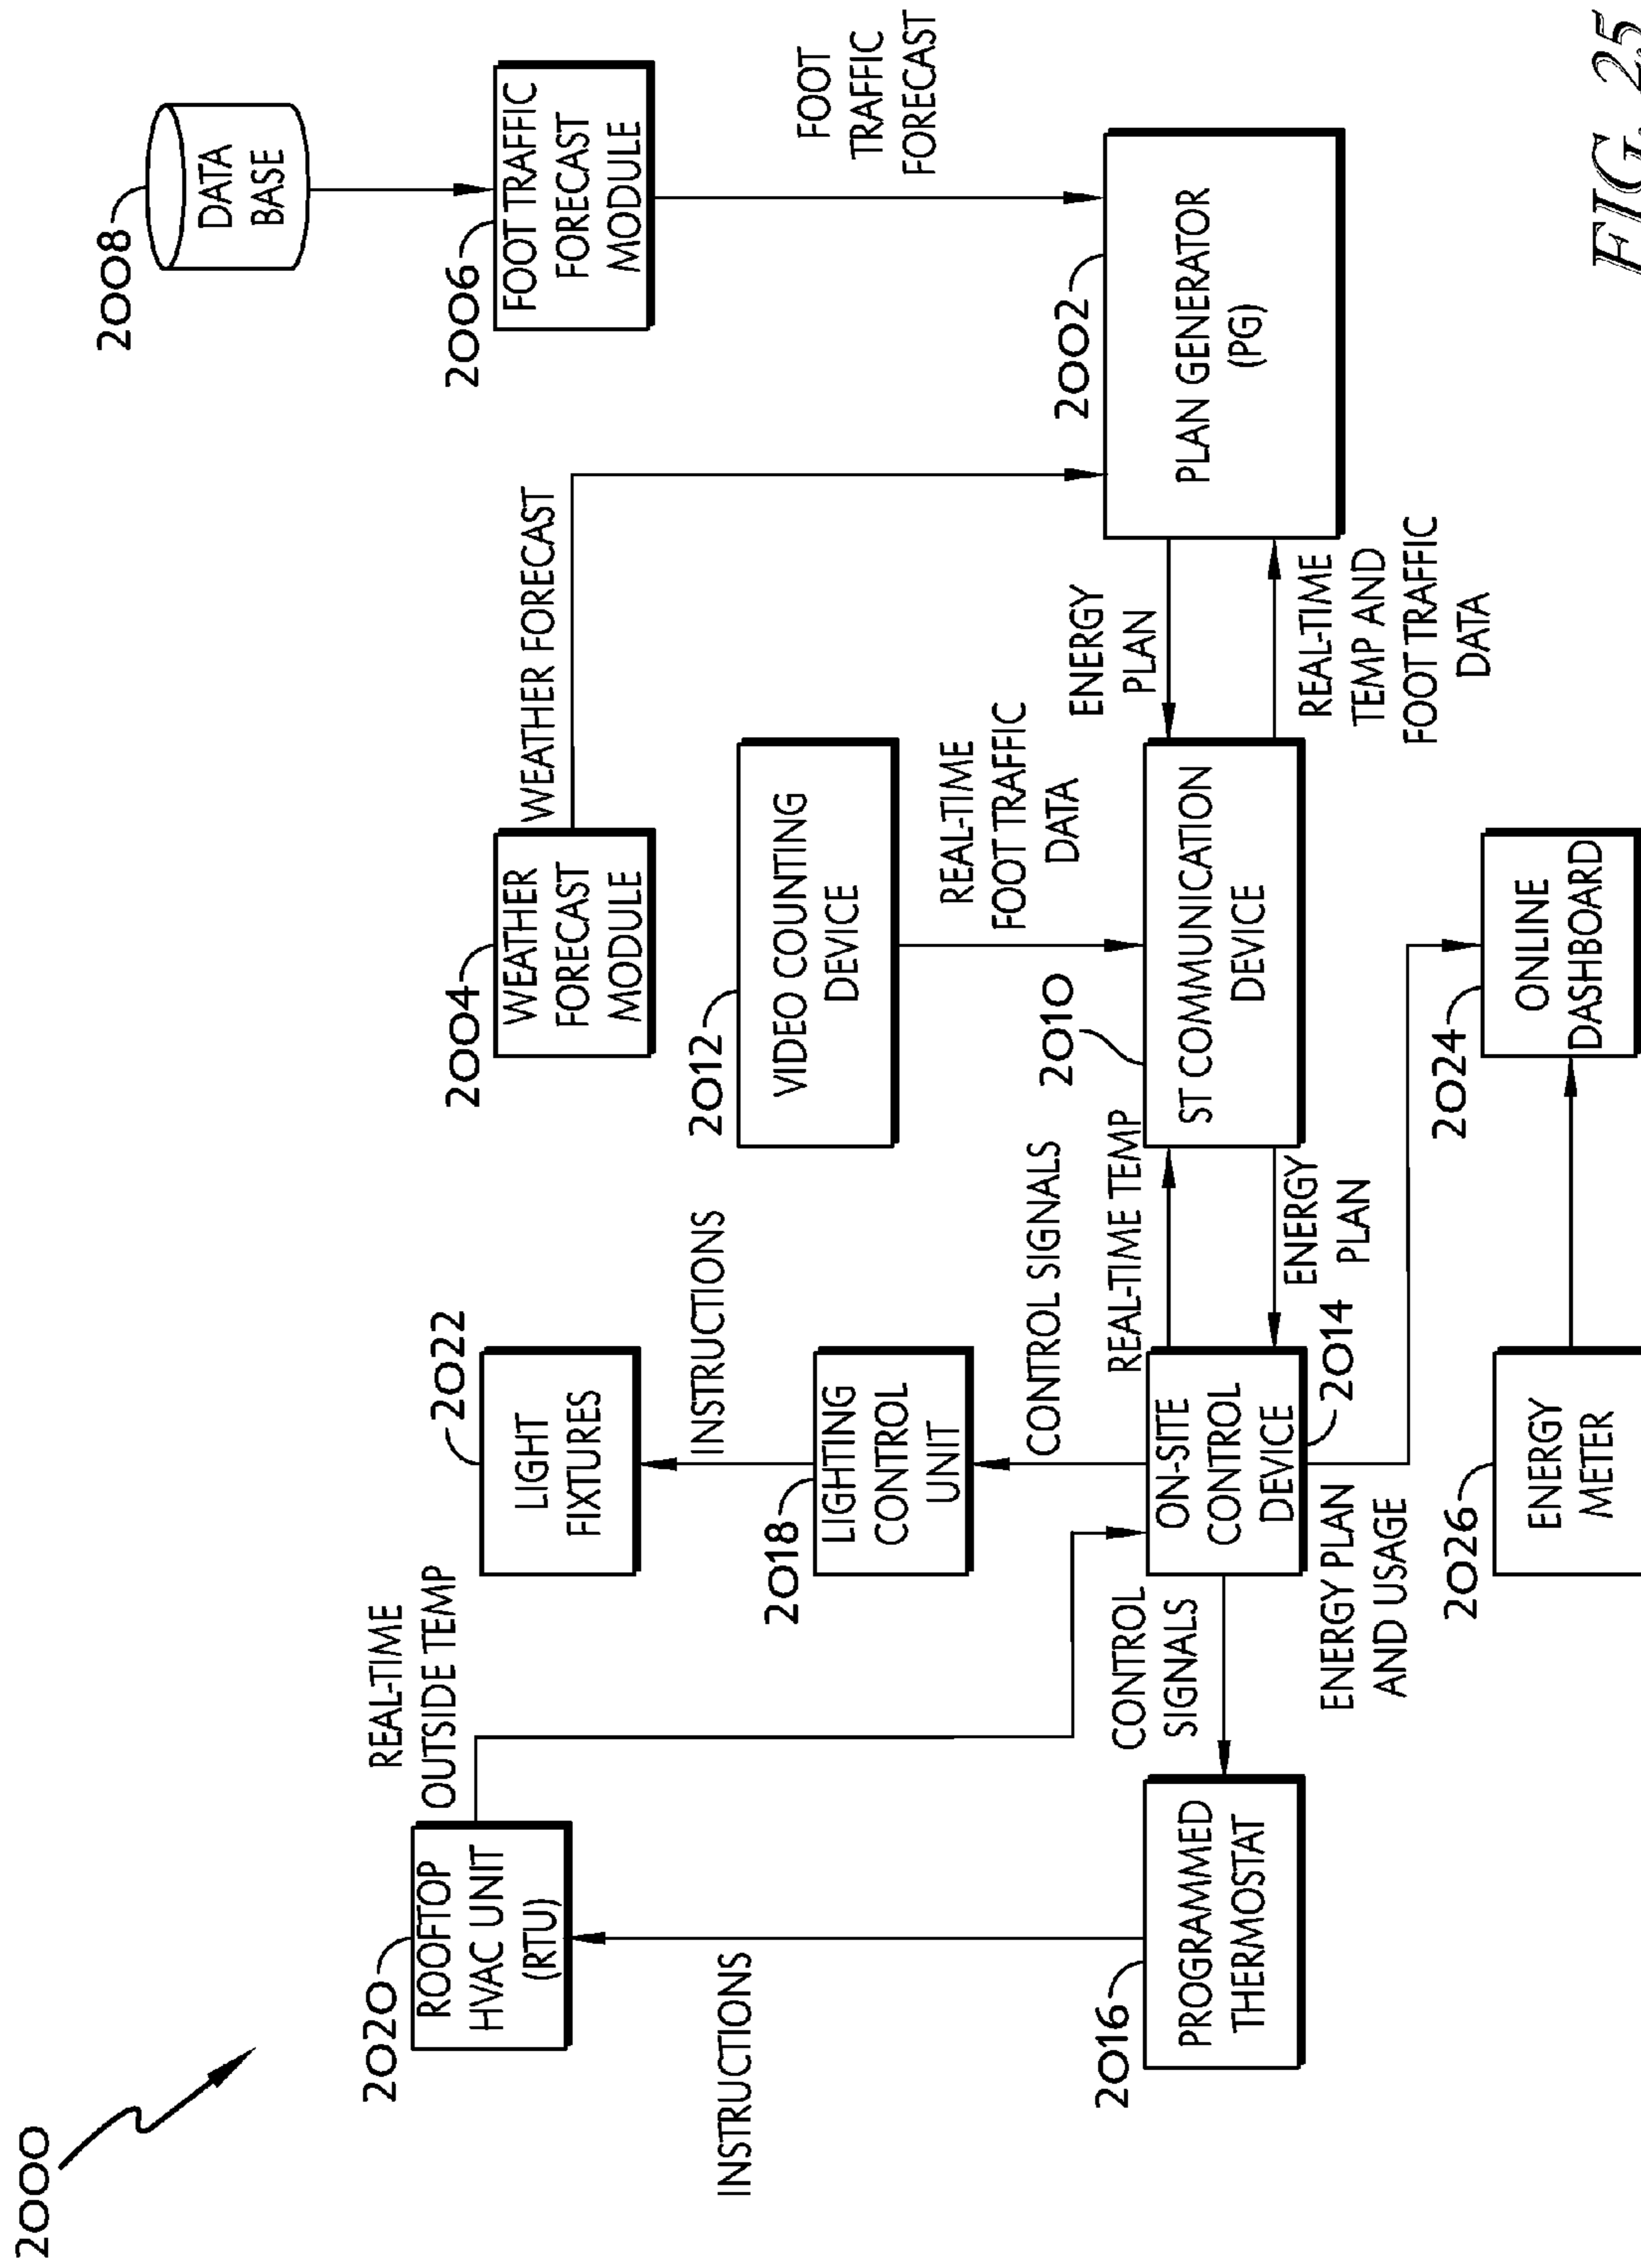 2000
2008
DATA
BASE
2020
ROOFTOP
HVAC UNIT
(RTU)
REAL-TIME
OUTSIDE TEMP
2022
LIGHT
FIXTURES
2004
WEATHER
FORECAST
MODULE
WEATHER FORECAST
2006
FOOT TRAFFIC
FORECAST
MODULE
INSTRUCTIONS
INSTRUCTIONS
2012
VIDEO COUNTING
DEVICE
FOOT
TRAFFIC
FORECAST
2018
LIGHTING
CONTROL
UNIT
REAL-TIME
FOOT TRAFFIC
DATA
CONTROL SIGNALS
2016
PROGRAMMED
THERMOSTAT
CONTROL
SIGNALS
ON-SITE
CONTROL
DEVICE
2014
REAL-TIME TEMP
ENERGY
PLAN
2010
ST COMMUNICATION
DEVICE
ENERGY
PLAN
REAL-TIME
TEMP AND
FOOT TRAFFIC
DATA
2002
PLAN GENERATOR
(PG)
ENERGY PLAN
AND USAGE
2026
ENERGY
METER
2024
ONLINE
DASHBOARD
FIG. 25